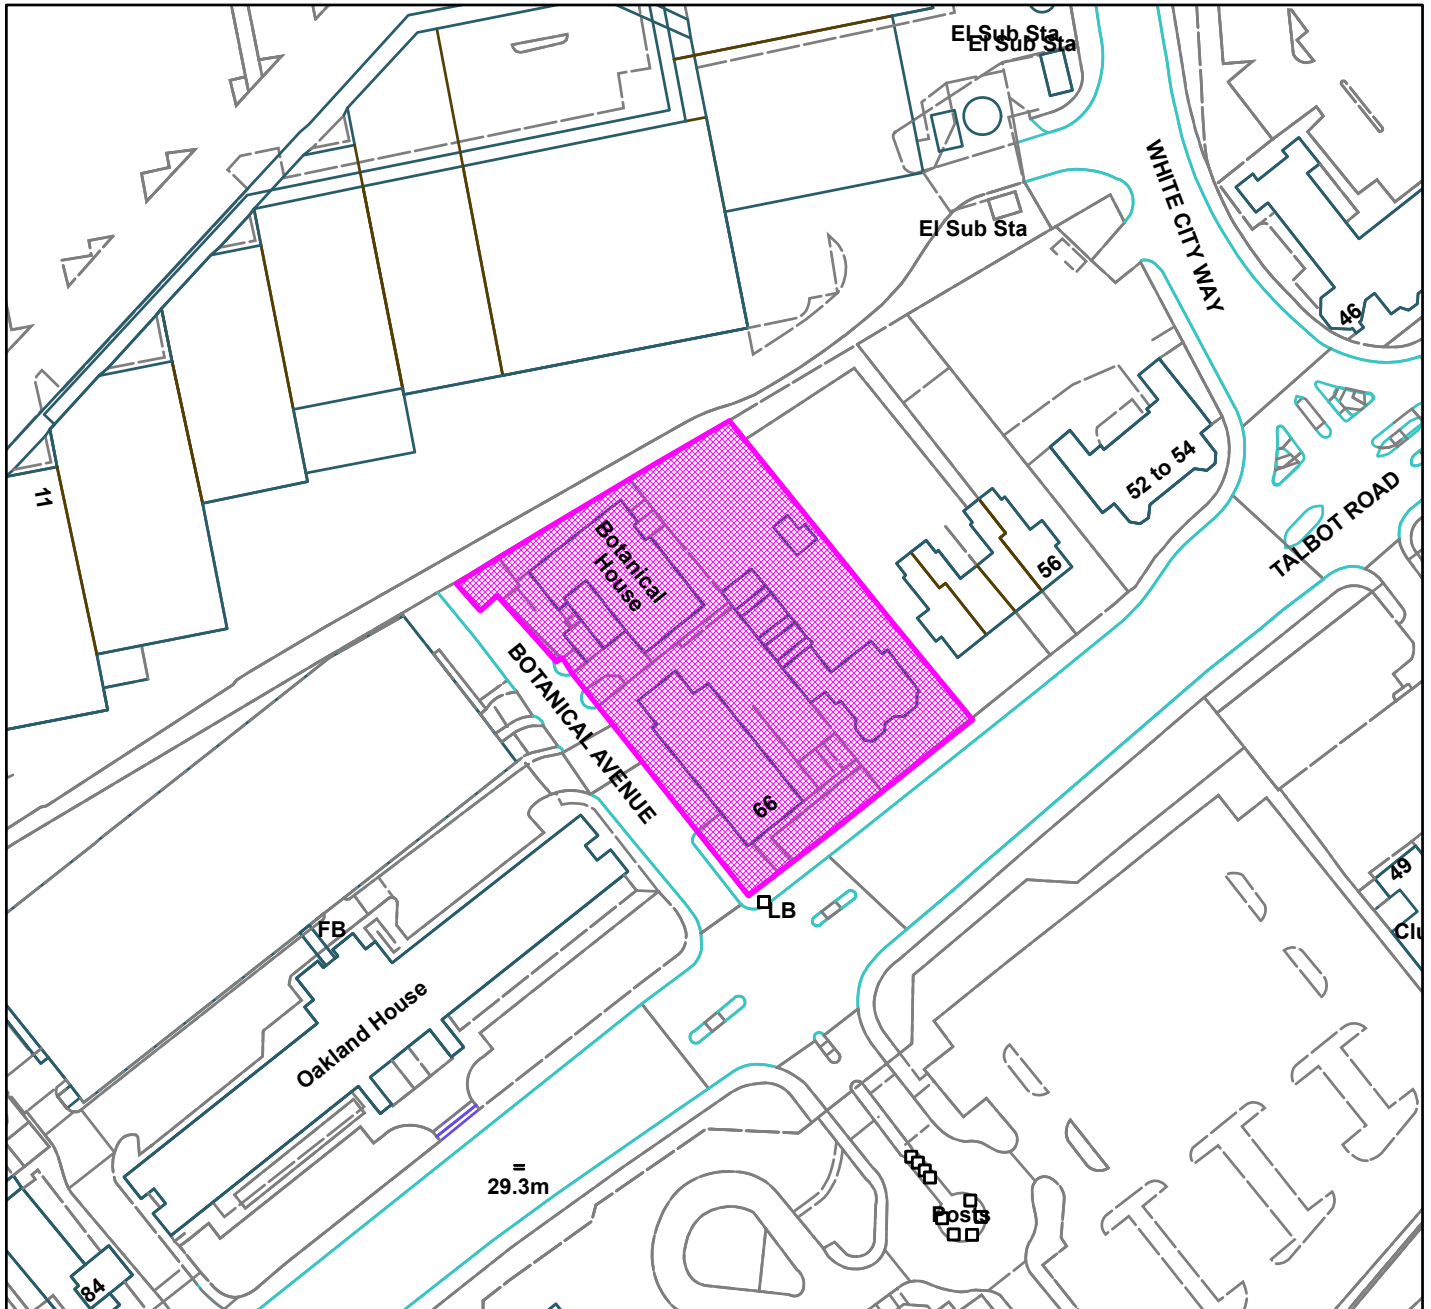 El Sub Sta
El Sub Sta
El Sub Sta
WHITE CITY WAY
46
52 to 54
TALBOT ROAD
11
Botanical
House
56
BOTANICAL AVENUE
66
LB
49
FB
Oakland House
29.3m
Posts
84